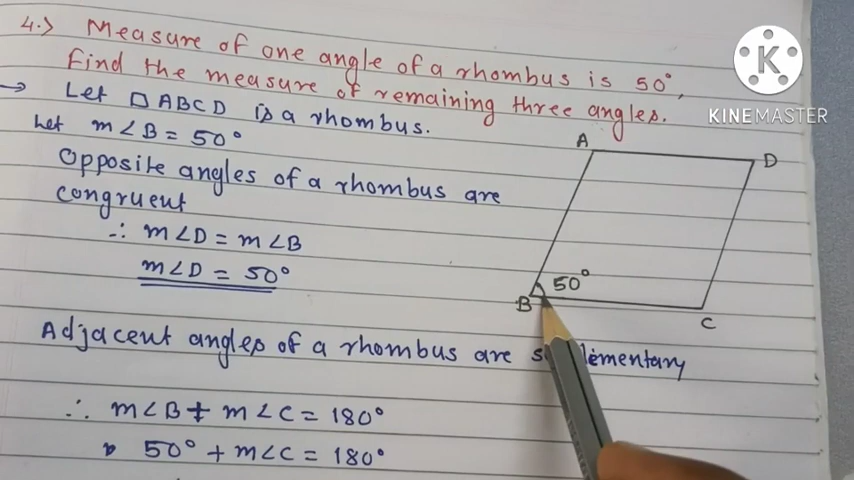 4.> Measure of one angle of a rhombus is 50°,
Find the measure of remaining three angles.
→ Let □ABCD is a rhombus.
Let m∠B = 50°
Opposite angles of a rhombus are
congruent
∴ m∠D = m∠B
m∠D = 50°
Adjacent angles of a rhombus are lementary
∴ m∠B + m∠C = 180°
50° + m∠C = 180°
A
D
50°
B
C
K
KINEMASTER